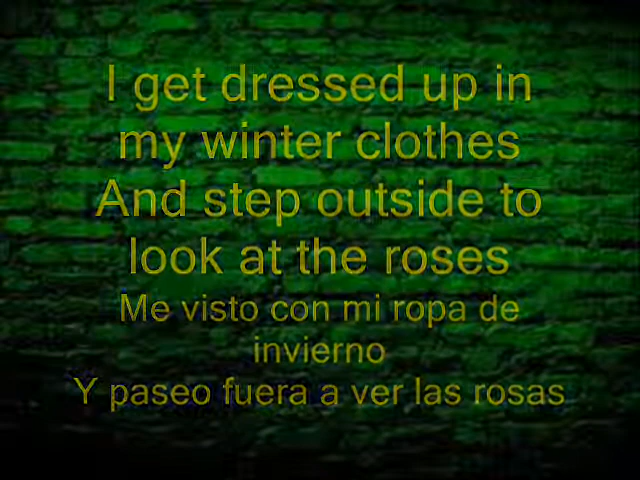 I get dressed up in
my winter clothes
And step outside to
look at the roses
Me visto con mi ropa de
invierno
Y paseo fuera a ver las rosas